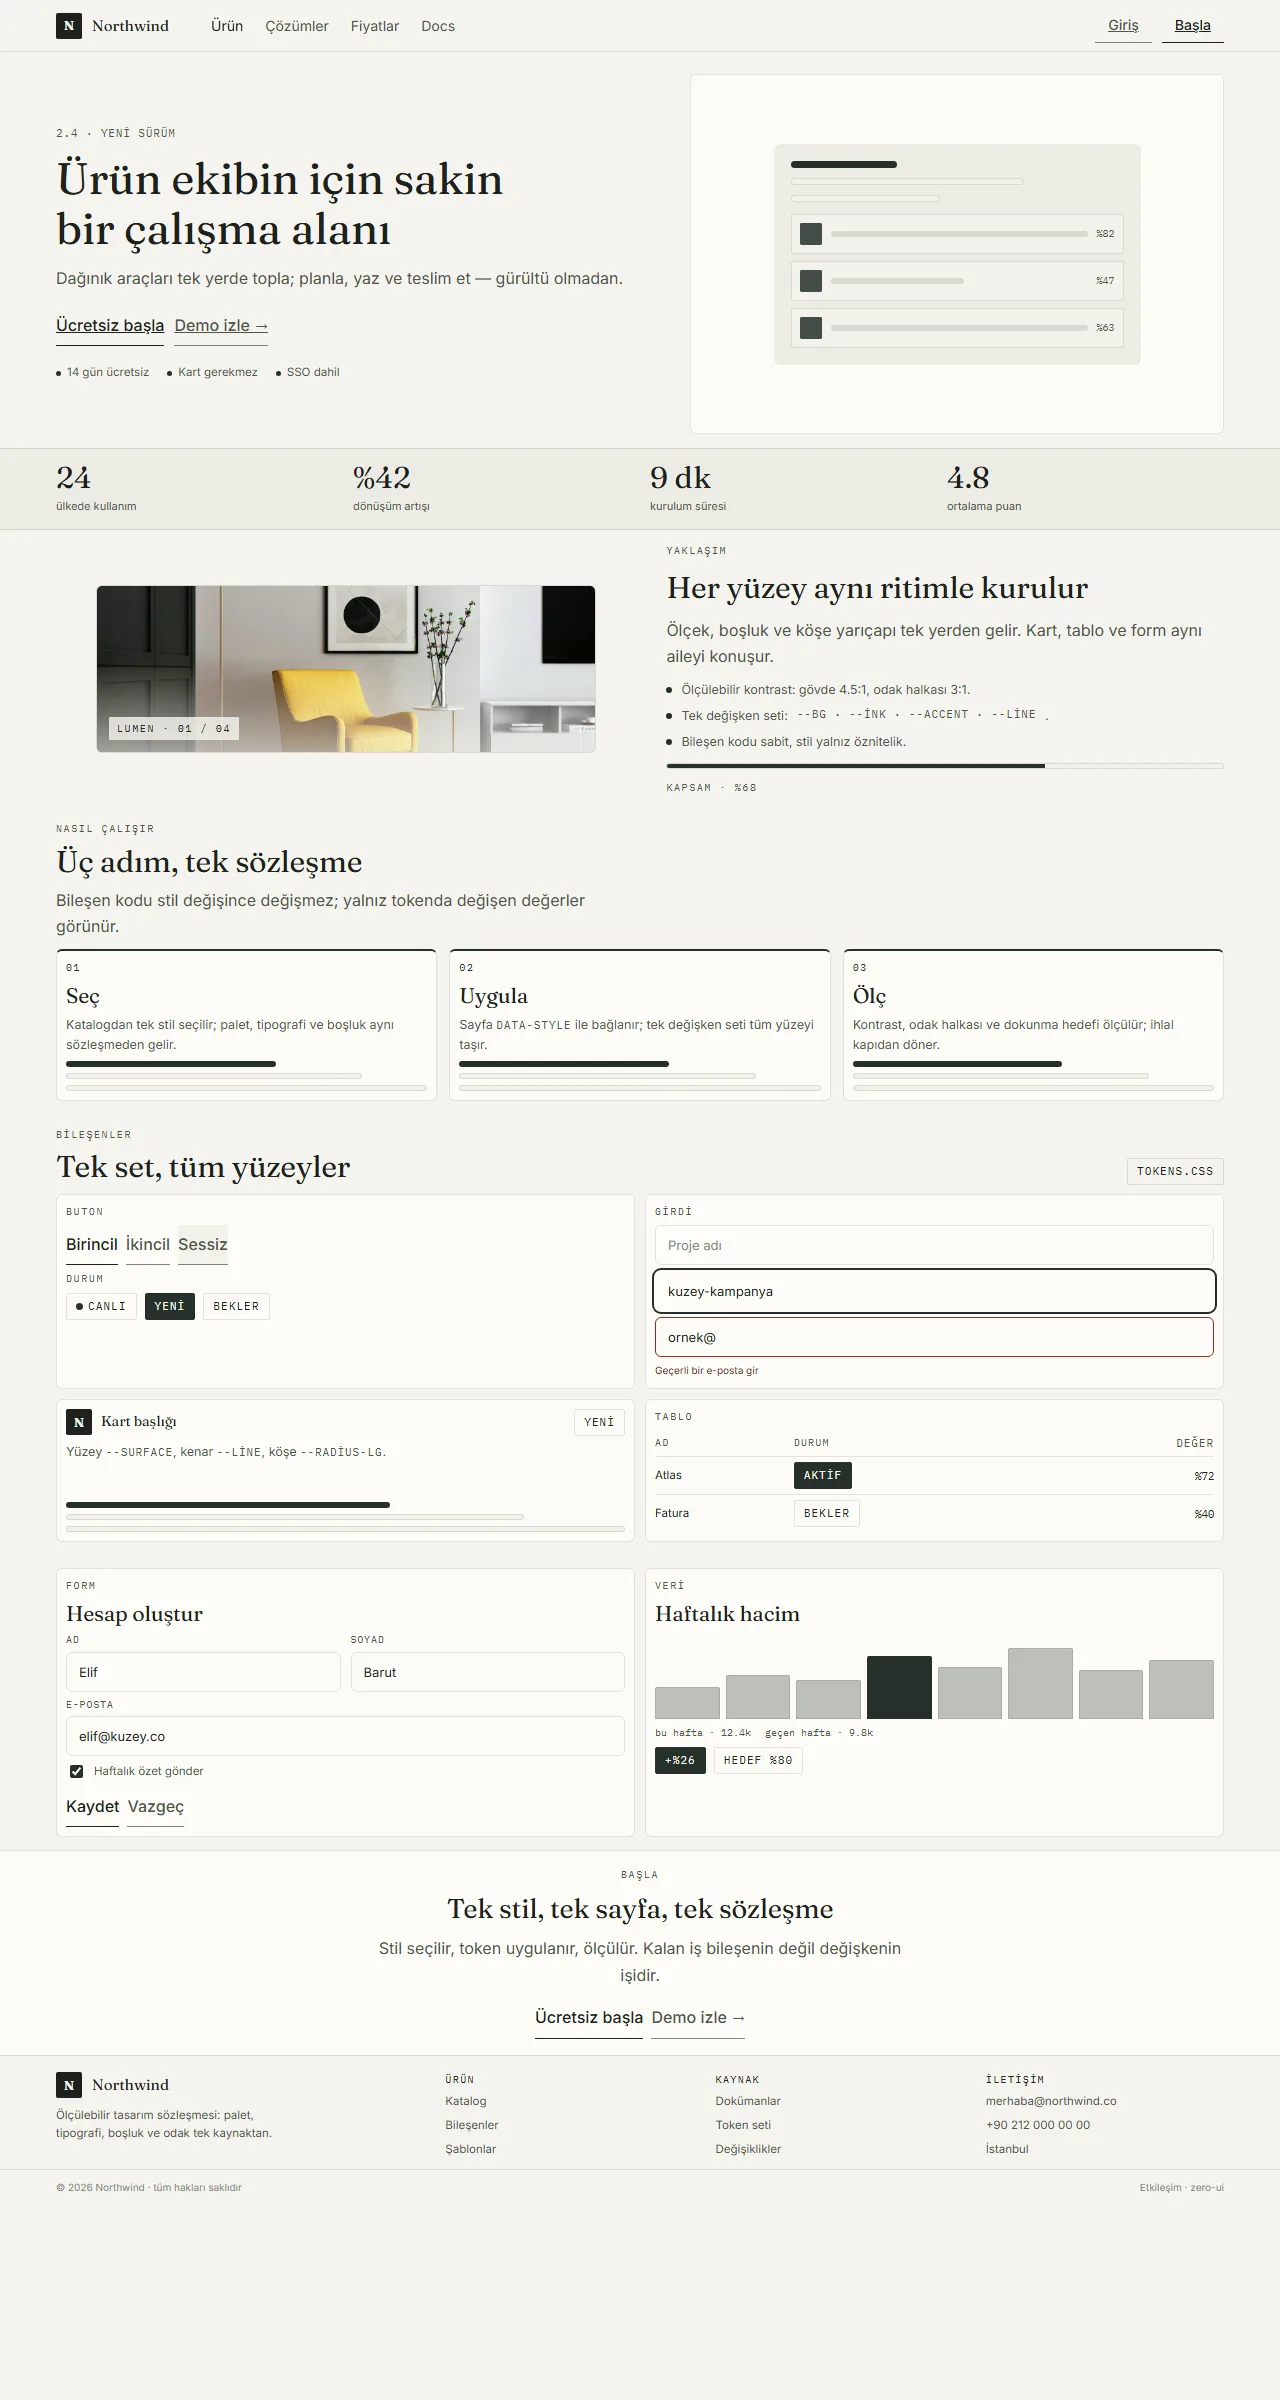 N Northwind Ürün Çözümler Fiyatlar Docs Giriş Başla
2.4 · YENİ SÜRÜM
Ürün ekibin için sakin
bir çalışma alanı
Dağınık araçları tek yerde topla; planla, yaz ve teslim et — gürültü olmadan.
Ücretsiz başla Demo izle →
14 gün ücretsiz Kart gerekmez SSO dahil
%82
%47
%63
24 %42 9 dk 4.8
ülkede kullanım dönüşüm artışı kurulum süresi ortalama puan
LUMEN · 01 / 04
YAKLAŞIM
Her yüzey aynı ritimle kurulur
Ölçek, boşluk ve köşe yarıçapı tek yerden gelir. Kart, tablo ve form aynı
aileyi konuşur.
Ölçülebilir kontrast: gövde 4.5:1, odak halkası 3:1.
Tek değişken seti: --BG · --İNK · --ACCENT · --LİNE .
Bileşen kodu sabit, stil yalnız öznitelik.
KAPSAM · %68
NASIL ÇALIŞIR
Üç adım, tek sözleşme
Bileşen kodu stil değişince değişmez; yalnız tokenda değişen değerler
görünür.
01
Seç
Katalogdan tek stil seçilir; palet, tipografi ve boşluk aynı
sözleşmeden gelir.
02
Uygula
Sayfa DATA-STYLE ile bağlanır; tek değişken seti tüm yüzeyi
taşır.
03
Ölç
Kontrast, odak halkası ve dokunma hedefi ölçülür; ihlal
kapıdan döner.
BİLEŞENLER
Tek set, tüm yüzeyler
TOKENS.CSS
BUTON
Birincil İkincil Sessiz
DURUM
CANLI YENİ BEKLER
GİRDİ
Proje adı
kuzey-kampanya
ornek@
Geçerli bir e-posta gir
N Kart başlığı YENİ
Yüzey --SURFACE, kenar --LİNE, köşe --RADİUS-LG.
TABLO
AD DURUM DEĞER
Atlas AKTİF %72
Fatura BEKLER %40
FORM
Hesap oluştur
AD SOYAD
Elif Barut
E-POSTA
elif@kuzey.co
Haftalık özet gönder
Kaydet Vazgeç
VERİ
Haftalık hacim
bu hafta · 12.4k geçen hafta · 9.8k
+%26 HEDEF %80
BAŞLA
Tek stil, tek sayfa, tek sözleşme
Stil seçilir, token uygulanır, ölçülür. Kalan iş bileşenin değil değişkenin
işidir.
Ücretsiz başla Demo izle →
N Northwind
Ölçülebilir tasarım sözleşmesi: palet,
tipografi, boşluk ve odak tek kaynaktan.
ÜRÜN
Katalog
Bileşenler
Şablonlar
KAYNAK
Dokümanlar
Token seti
Değişiklikler
İLETİŞİM
merhaba@northwind.co
+90 212 000 00 00
İstanbul
© 2026 Northwind · tüm hakları saklıdır Etkileşim · zero-ui